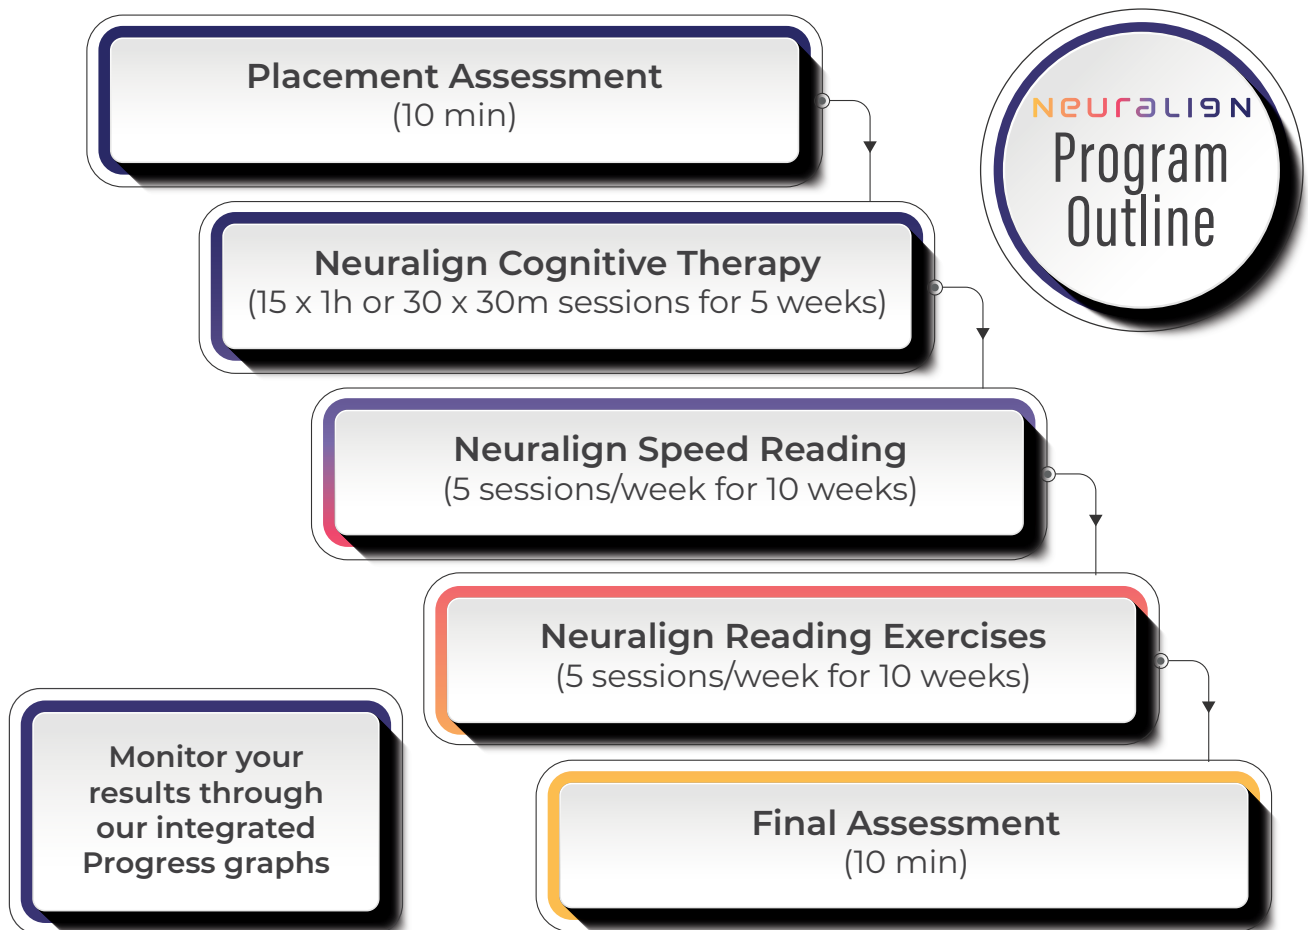 Placement Assessment
(10 min)
Neuralign
Program
Outline
Neuralign Cognitive Therapy
(15 x 1h or 30 x 30m sessions for 5 weeks)
Neuralign Speed Reading
(5 sessions/week for 10 weeks)
Neuralign Reading Exercises
(5 sessions/week for 10 weeks)
Monitor your
results through
our integrated
Progress graphs
Final Assessment
(10 min)